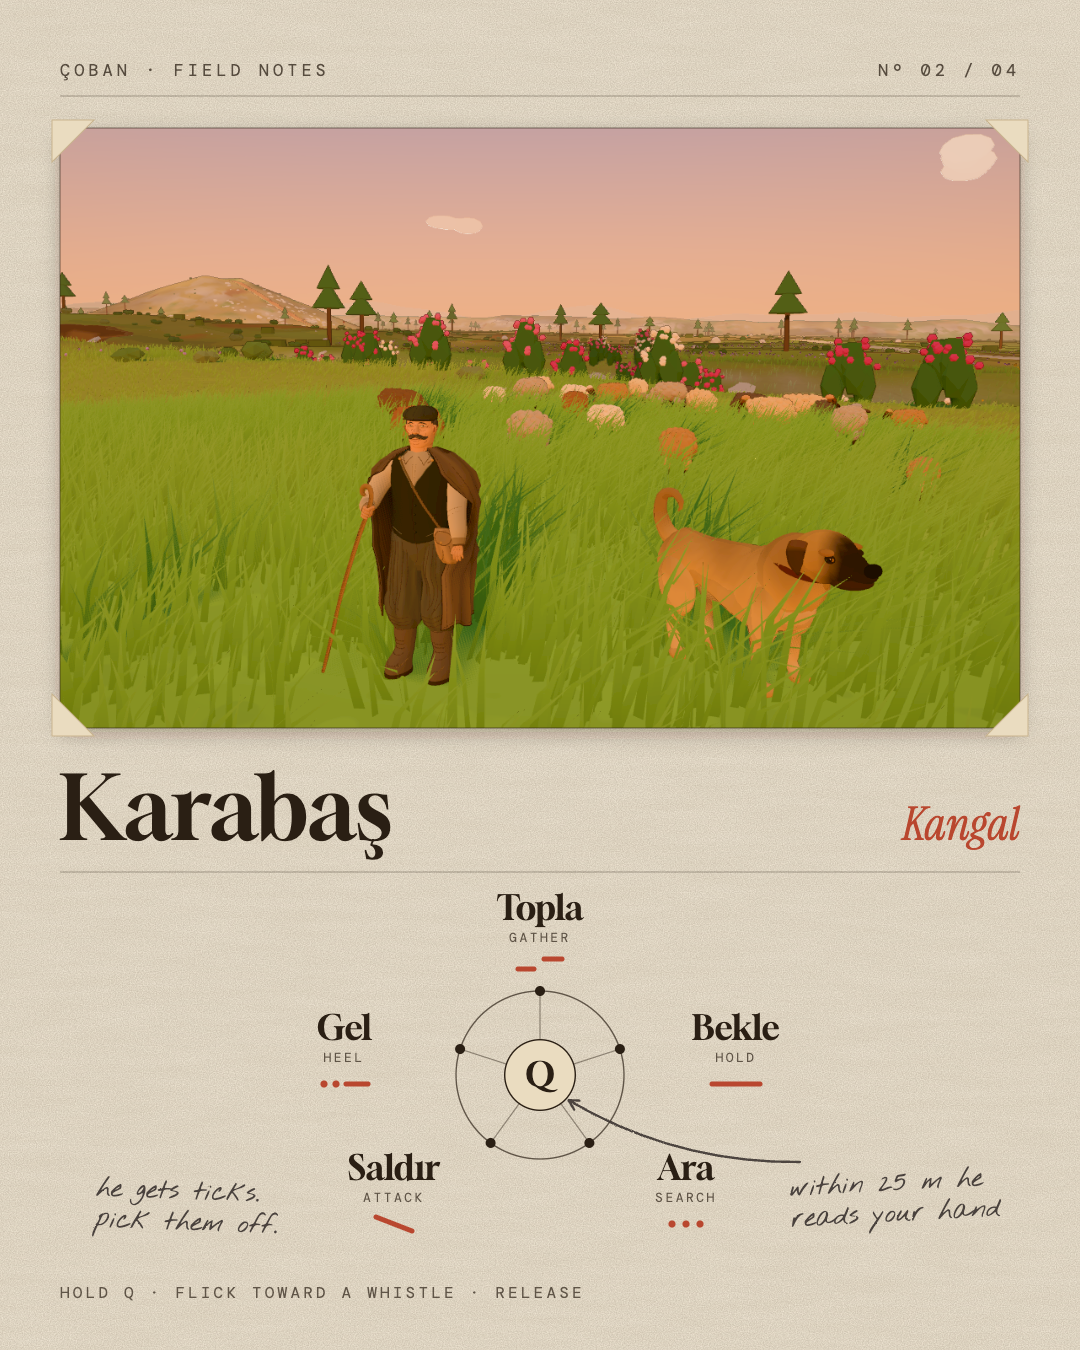 ÇOBAN · FIELD NOTES
Nº 02 / 04
Karabaş
Kangal
Topla
GATHER
Gel
HEEL
Bekle
HOLD
Q
Saldır
ATTACK
Ara
SEARCH
he gets ticks.
pick them off.
within 25 m he
reads your hand
HOLD Q · FLICK TOWARD A WHISTLE · RELEASE